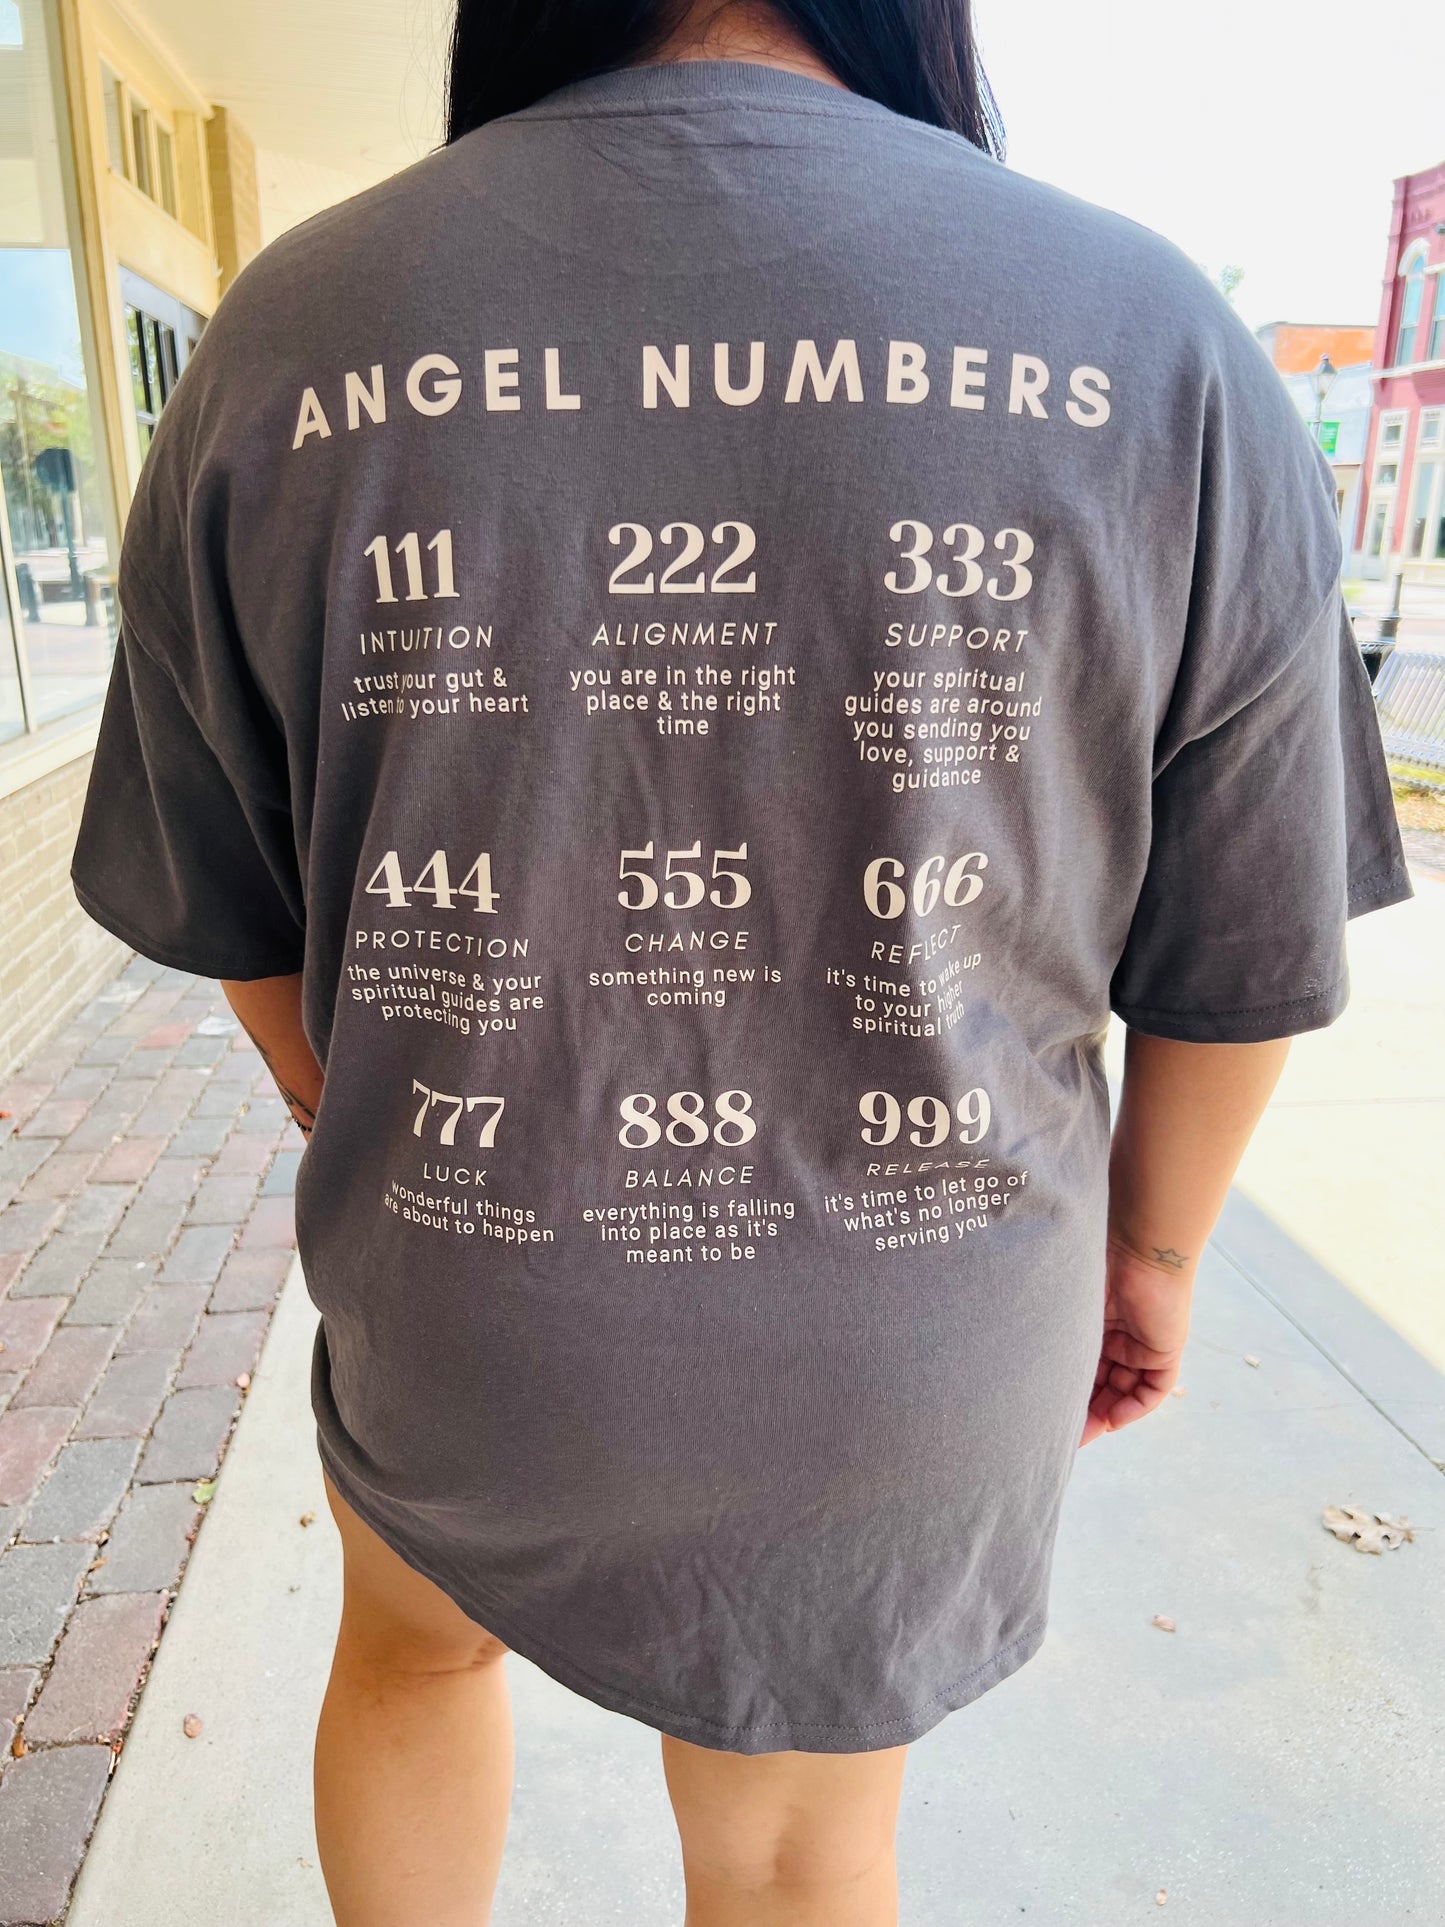 ANGEL NUMBERS
111
INTUITION
trust your gut &
listen to your heart
222
ALIGNMENT
you are in the right
place & the right
time
333
SUPPORT
your spiritual
guides are around
you sending you
love, support &
guidance
444
PROTECTION
the universe & your
spiritual guides are
protecting you
555
CHANGE
something new is
coming
666
REFLECT
it's time to wake up
to your higher
spiritual truth
777
LUCK
wonderful things
are about to happen
888
BALANCE
everything is falling
into place as it's
meant to be
999
RELEASE
it's time to let go of
what's no longer
serving you